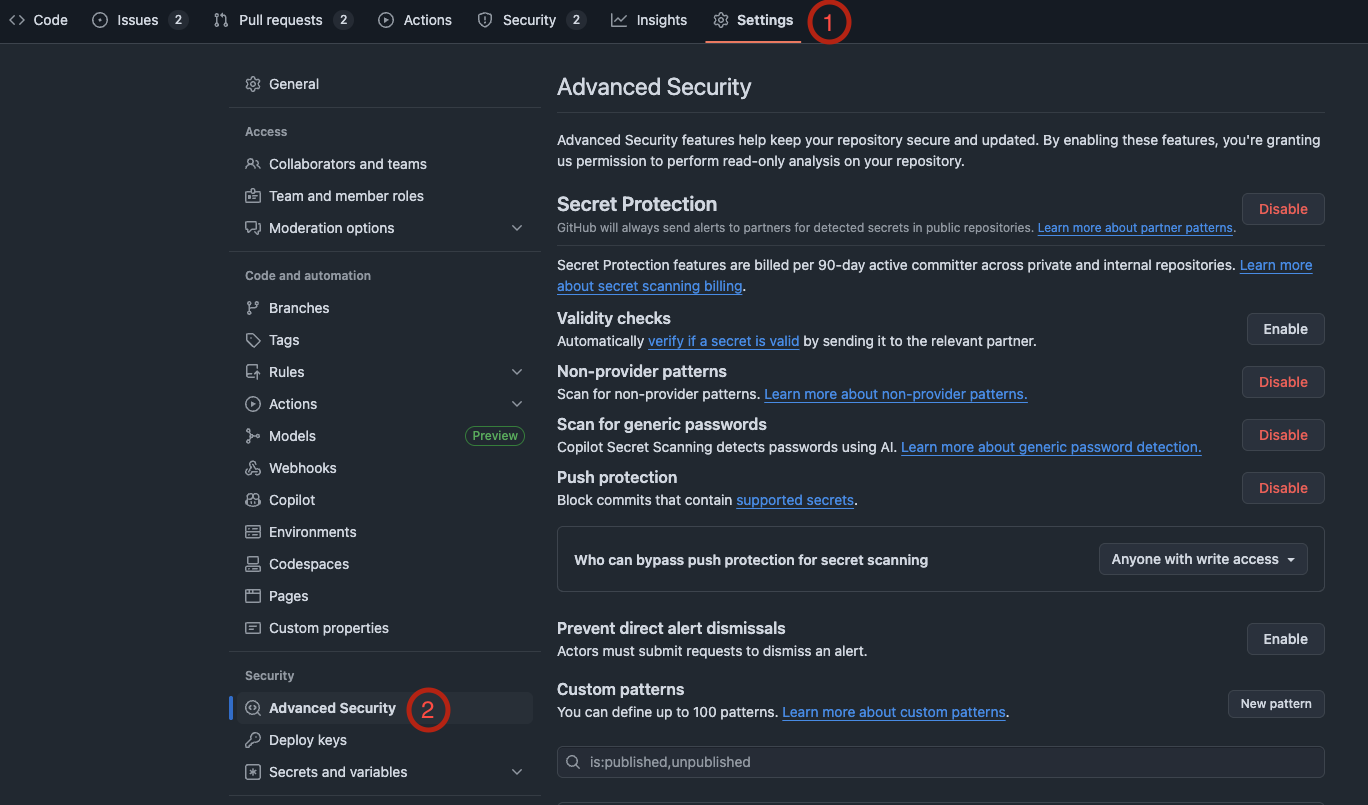 Code Issues 2 Pull requests 2 Actions Security 2 Insights Settings 1
General
Access
Collaborators and teams
Team and member roles
Moderation options
Code and automation
Branches
Tags
Rules
Actions
Models Preview
Webhooks
Copilot
Environments
Codespaces
Pages
Custom properties
Security
Advanced Security 2
Deploy keys
Secrets and variables
Advanced Security
Advanced Security features help keep your repository secure and updated. By enabling these features, you're granting
us permission to perform read-only analysis on your repository.
Secret Protection
Disable
GitHub will always send alerts to partners for detected secrets in public repositories. Learn more about partner patterns.
Secret Protection features are billed per 90-day active committer across private and internal repositories. Learn more
about secret scanning billing.
Validity checks
Enable
Automatically verify if a secret is valid by sending it to the relevant partner.
Non-provider patterns
Disable
Scan for non-provider patterns. Learn more about non-provider patterns.
Scan for generic passwords
Disable
Copilot Secret Scanning detects passwords using AI. Learn more about generic password detection.
Push protection
Disable
Block commits that contain supported secrets.
Who can bypass push protection for secret scanning Anyone with write access
Prevent direct alert dismissals
Enable
Actors must submit requests to dismiss an alert.
Custom patterns
New pattern
You can define up to 100 patterns. Learn more about custom patterns.
is:published,unpublished